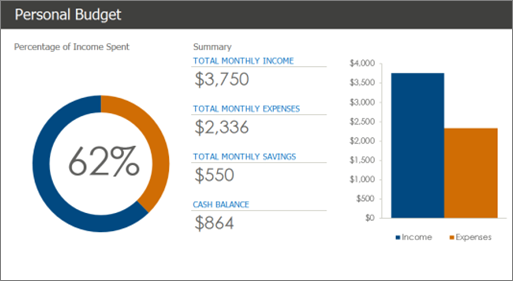 Personal Budget
Percentage of Income Spent
62%
Summary
TOTAL MONTHLY INCOME
$3,750
TOTAL MONTHLY EXPENSES
$2,336
TOTAL MONTHLY SAVINGS
$550
CASH BALANCE
$864
$4,000
$3,500
$3,000
$2,500
$2,000
$1,500
$1,000
$500
$0
Income Expenses